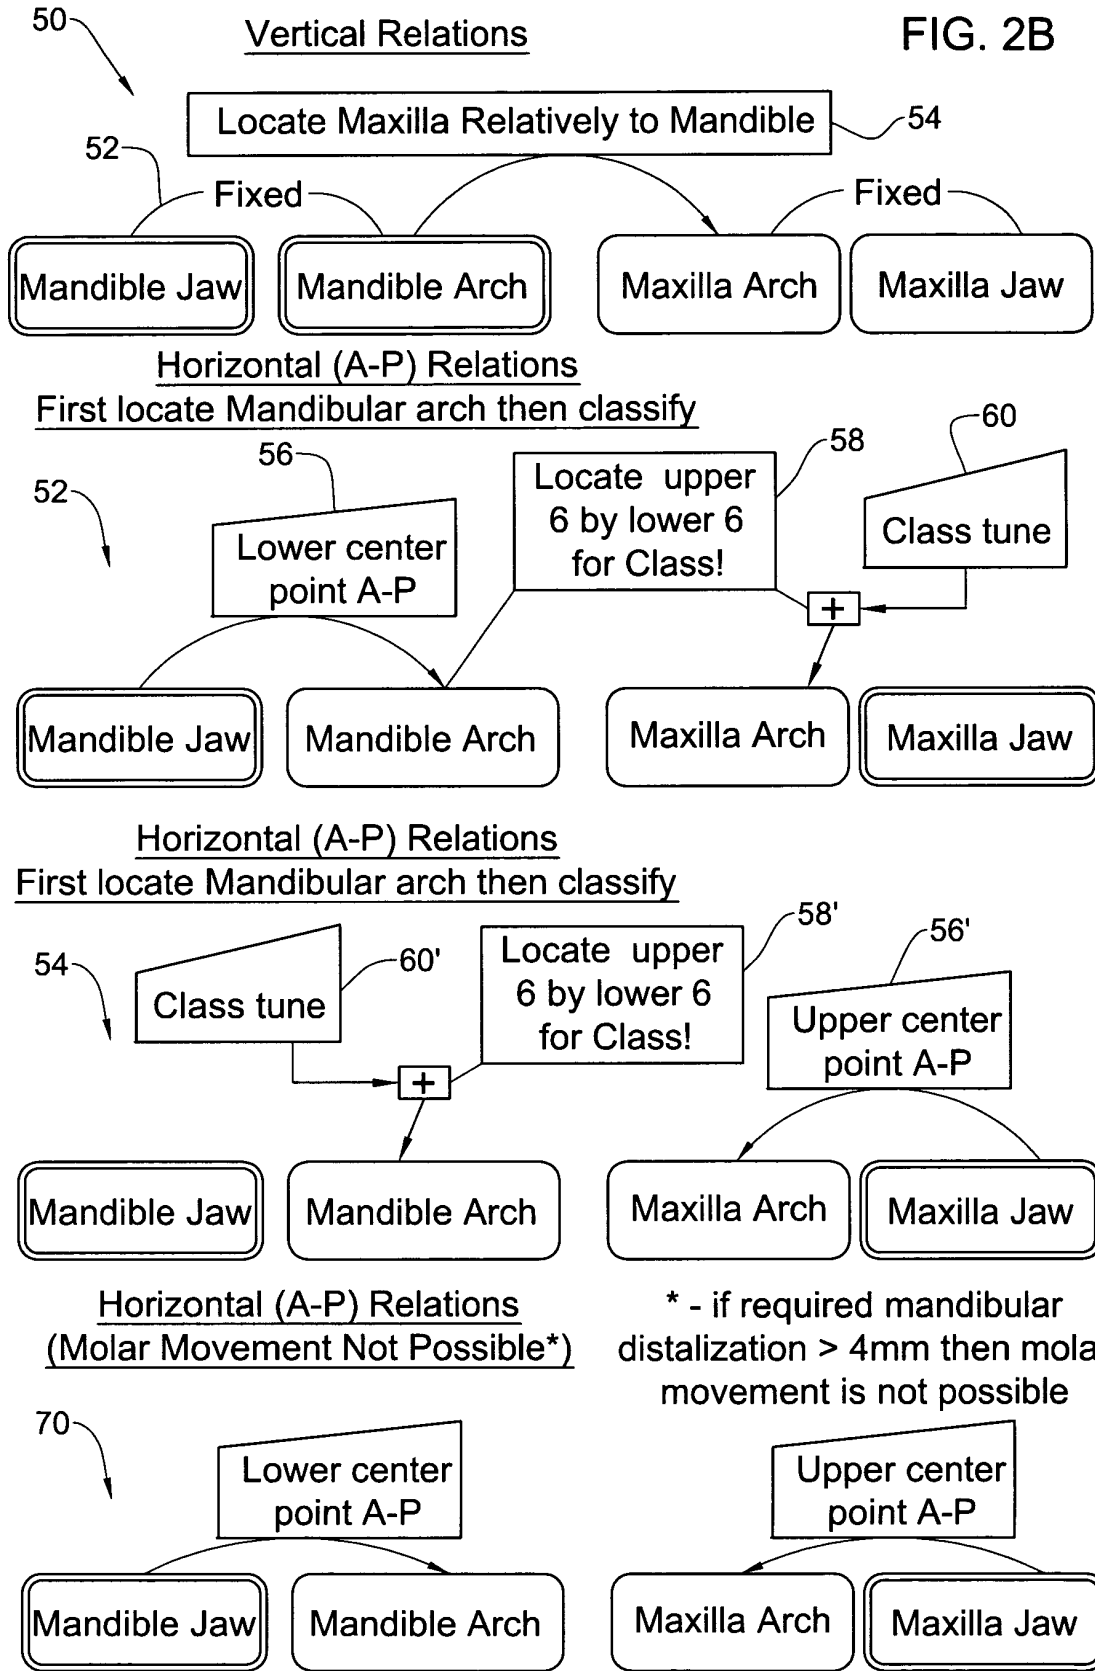 50
Vertical Relations
FIG. 2B
Locate Maxilla Relatively to Mandible
54
52
Fixed
Fixed
Mandible Jaw
Mandible Arch
Maxilla Arch
Maxilla Jaw
Horizontal (A-P) Relations
First locate Mandibular arch then classify
52
56
Lower center
point A-P
Locate upper
6 by lower 6
for Class!
58
60
Class tune
+
Mandible Jaw
Mandible Arch
Maxilla Arch
Maxilla Jaw
Horizontal (A-P) Relations
First locate Mandibular arch then classify
54
Class tune
60'
Locate upper
6 by lower 6
for Class!
58'
56'
Upper center
point A-P
+
Mandible Jaw
Mandible Arch
Maxilla Arch
Maxilla Jaw
Horizontal (A-P) Relations
(Molar Movement Not Possible*)
* - if required mandibular
distalization > 4mm then mola
movement is not possible
70
Lower center
point A-P
Upper center
point A-P
Mandible Jaw
Mandible Arch
Maxilla Arch
Maxilla Jaw